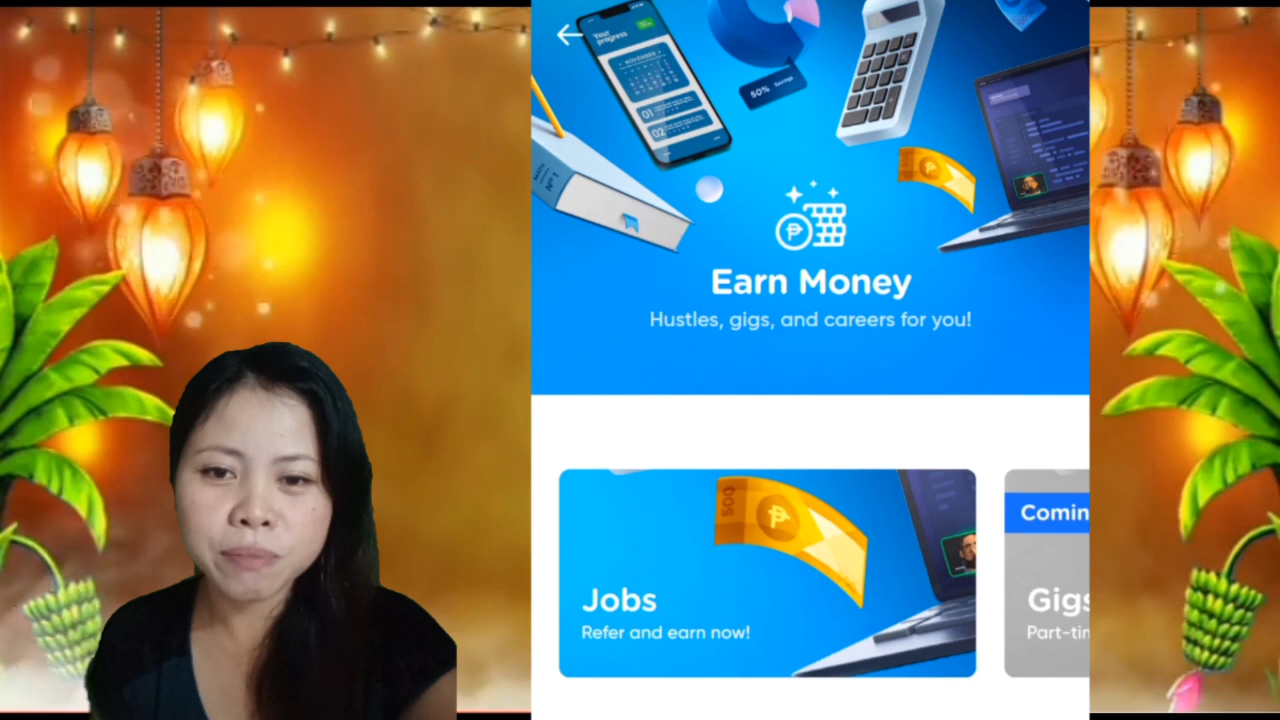 Your
progress
NOVEMBER
01
02
50% Savings
Nº1
Earn Money
Hustles, gigs, and careers for you!
500
Jobs
Refer and earn now!
Comin
Gigs
Part-tim